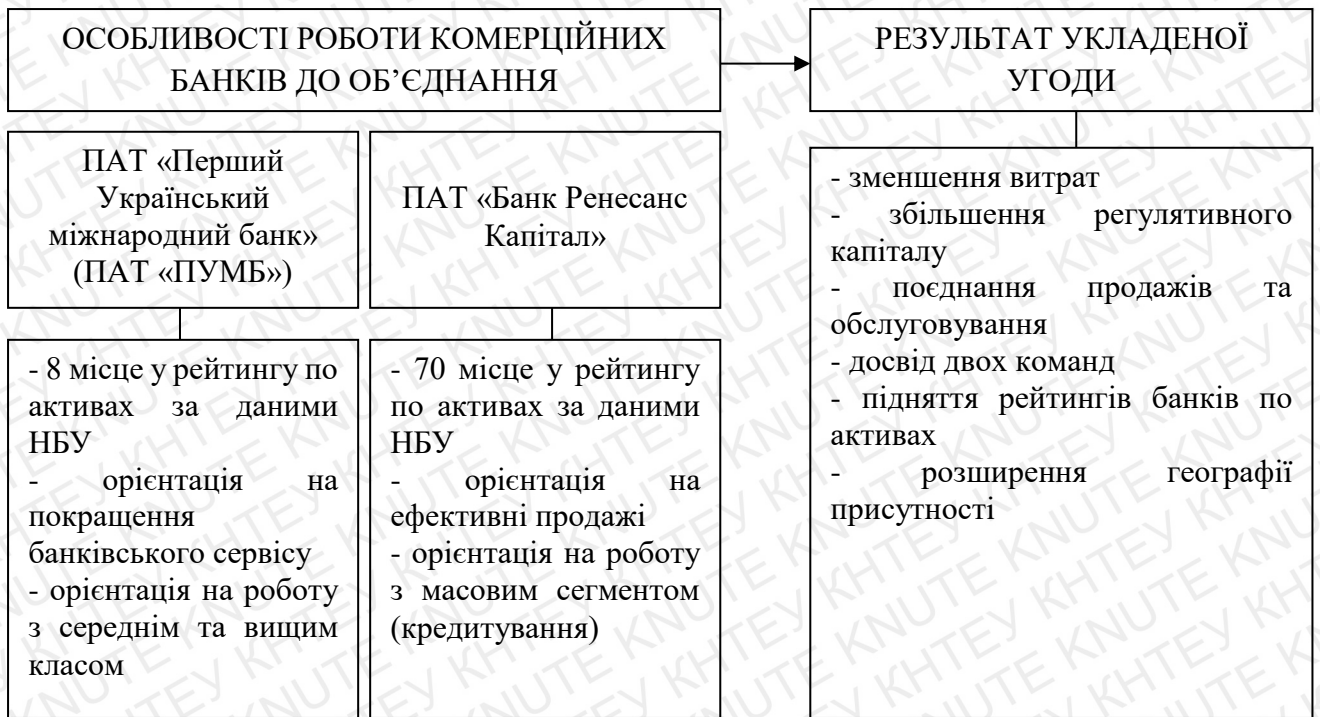 ОСОБЛИВОСТІ РОБОТИ КОМЕРЦІЙНИХ
БАНКІВ ДО ОБ’ЄДНАННЯ
РЕЗУЛЬТАТ УКЛАДЕНОЇ
УГОДИ
ПАТ «Перший
Український
міжнародний банк»
(ПАТ «ПУМБ»)
ПАТ «Банк Ренесанс
Капітал»
- 8 місце у рейтингу по
активах за даними
НБУ
- орієнтація на
покращення
банківського сервісу
- орієнтація на роботу
з середнім та вищим
класом
- 70 місце у рейтингу
по активах за даними
НБУ
- орієнтація на
ефективні продажі
- орієнтація на роботу
з масовим сегментом
(кредитування)
- зменшення витрат
- збільшення регулятивного
капіталу
- поєднання продажів та
обслуговування
- досвід двох команд
- підняття рейтингів банків по
активах
- розширення географії
присутності